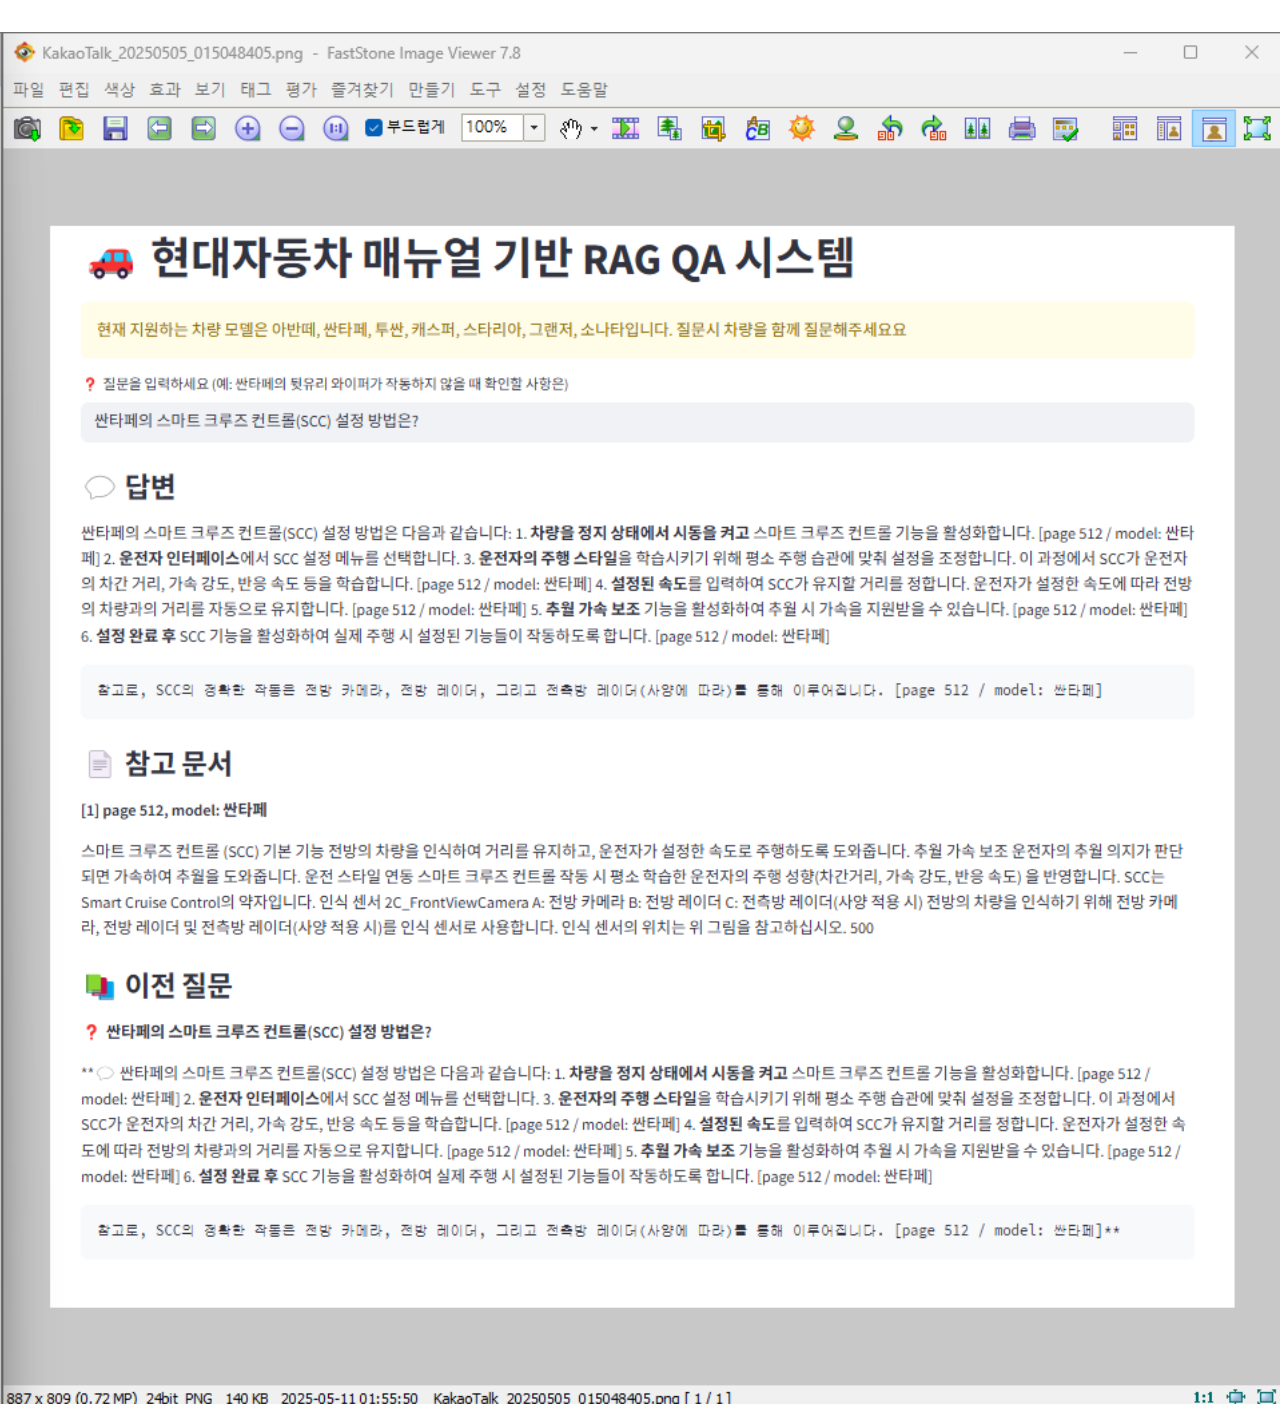 KakaoTalk_20250505_015048405.png - FastStone Image Viewer 7.8
파일 편집 색상 효과 보기 태그 평가 즐겨찾기 만들기 도구 설정 도움말
부드럽게 100%
현대자동차 매뉴얼 기반 RAG QA 시스템
현재 지원하는 차량 모델은 아반떼, 싼타페, 투싼, 캐스퍼, 스타리아, 그랜저, 소나타입니다. 질문시 차량을 함께 질문해주세요요
❓ 질문을 입력하세요 (예: 싼타페의 뒷유리 와이퍼가 작동하지 않을 때 확인할 사항은)
싼타페의 스마트 크루즈 컨트롤(SCC) 설정 방법은?
답변
싼타페의 스마트 크루즈 컨트롤(SCC) 설정 방법은 다음과 같습니다: 1. 차량을 정지 상태에서 시동을 켜고 스마트 크루즈 컨트롤 기능을 활성화합니다. [page 512 / model: 싼타
페] 2. 운전자 인터페이스에서 SCC 설정 메뉴를 선택합니다. 3. 운전자의 주행 스타일을 학습시키기 위해 평소 주행 습관에 맞춰 설정을 조정합니다. 이 과정에서 SCC가 운전자
의 차간 거리, 가속 강도, 반응 속도 등을 학습합니다. [page 512 / model: 싼타페] 4. 설정된 속도를 입력하여 SCC가 유지할 거리를 정합니다. 운전자가 설정한 속도에 따라 전방
의 차량과의 거리를 자동으로 유지합니다. [page 512 / model: 싼타페] 5. 추월 가속 보조 기능을 활성화하여 추월 시 가속을 지원받을 수 있습니다. [page 512 / model: 싼타페]
6. 설정 완료 후 SCC 기능을 활성화하여 실제 주행 시 설정된 기능들이 작동하도록 합니다. [page 512 / model: 싼타페]
참고로, SCC의 정확한 작동은 전방 카메라, 전방 레이더, 그리고 전측방 레이더(사양에 따라)를 통해 이루어집니다. [page 512 / model: 싼타페]
참고 문서
[1] page 512, model: 싼타페
스마트 크루즈 컨트롤 (SCC) 기본 기능 전방의 차량을 인식하여 거리를 유지하고, 운전자가 설정한 속도로 주행하도록 도와줍니다. 추월 가속 보조 운전자의 추월 의지가 판단
되면 가속하여 추월을 도와줍니다. 운전 스타일 연동 스마트 크루즈 컨트롤 작동 시 평소 학습한 운전자의 주행 성향(차간거리, 가속 강도, 반응 속도) 을 반영합니다. SCC는
Smart Cruise Control의 약자입니다. 인식 센서 2C_FrontViewCamera A: 전방 카메라 B: 전방 레이더 C: 전측방 레이더(사양 적용 시) 전방의 차량을 인식하기 위해 전방 카메
라, 전방 레이더 및 전측방 레이더(사양 적용 시)를 인식 센서로 사용합니다. 인식 센서의 위치는 위 그림을 참고하십시오. 500
이전 질문
❓ 싼타페의 스마트 크루즈 컨트롤(SCC) 설정 방법은?
** 싼타페의 스마트 크루즈 컨트롤(SCC) 설정 방법은 다음과 같습니다: 1. 차량을 정지 상태에서 시동을 켜고 스마트 크루즈 컨트롤 기능을 활성화합니다. [page 512 /
model: 싼타페] 2. 운전자 인터페이스에서 SCC 설정 메뉴를 선택합니다. 3. 운전자의 주행 스타일을 학습시키기 위해 평소 주행 습관에 맞춰 설정을 조정합니다. 이 과정에서
SCC가 운전자의 차간 거리, 가속 강도, 반응 속도 등을 학습합니다. [page 512 / model: 싼타페] 4. 설정된 속도를 입력하여 SCC가 유지할 거리를 정합니다. 운전자가 설정한 속
도에 따라 전방의 차량과의 거리를 자동으로 유지합니다. [page 512 / model: 싼타페] 5. 추월 가속 보조 기능을 활성화하여 추월 시 가속을 지원받을 수 있습니다. [page 512 /
model: 싼타페] 6. 설정 완료 후 SCC 기능을 활성화하여 실제 주행 시 설정된 기능들이 작동하도록 합니다. [page 512 / model: 싼타페]
참고로, SCC의 정확한 작동은 전방 카메라, 전방 레이더, 그리고 전측방 레이더(사양에 따라)를 통해 이루어집니다. [page 512 / model: 싼타페]**
887 x 809 (0.72 MP) 24bit PNG 140 KB 2025-05-11 01:55:50 KakaoTalk_20250505_015048405.png [ 1 / 1 ]
1:1